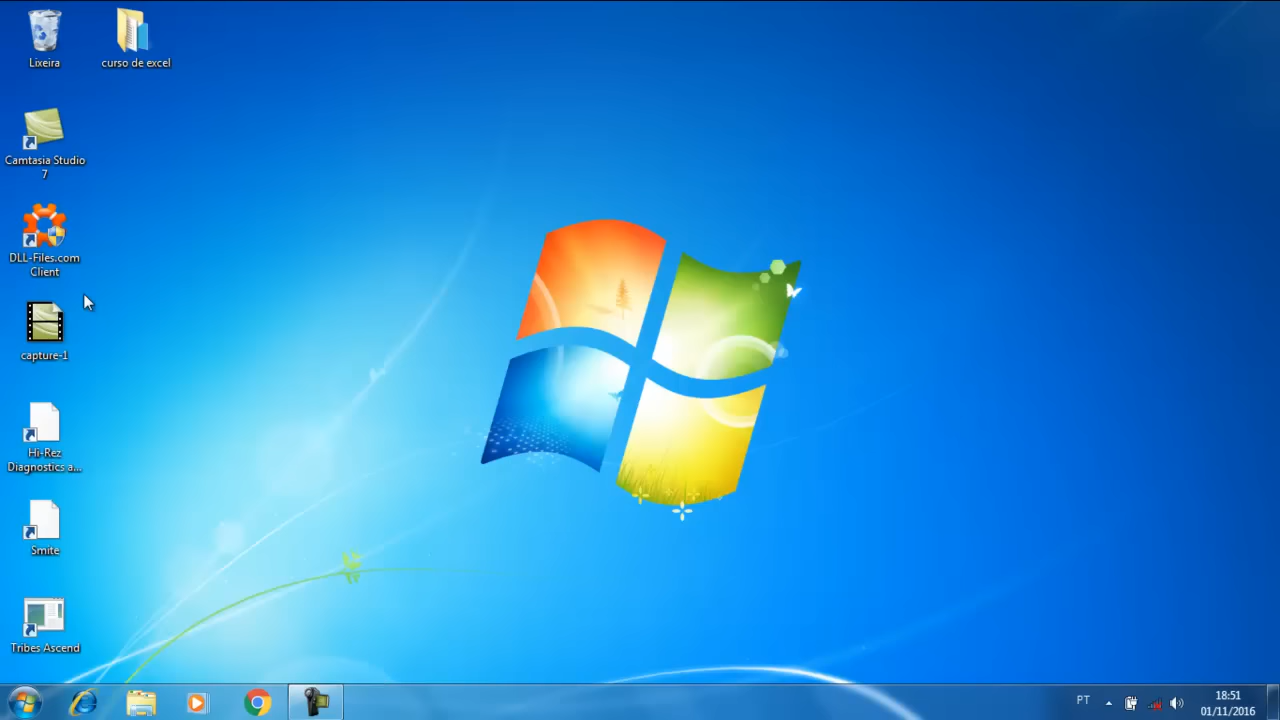 Lixeira
curso de excel
Camtasia Studio
7
DLL-Files.com
Client
capture-1
Hi-Rez
Diagnostics a...
Smite
Tribes Ascend
PT
18:51
01/11/2016